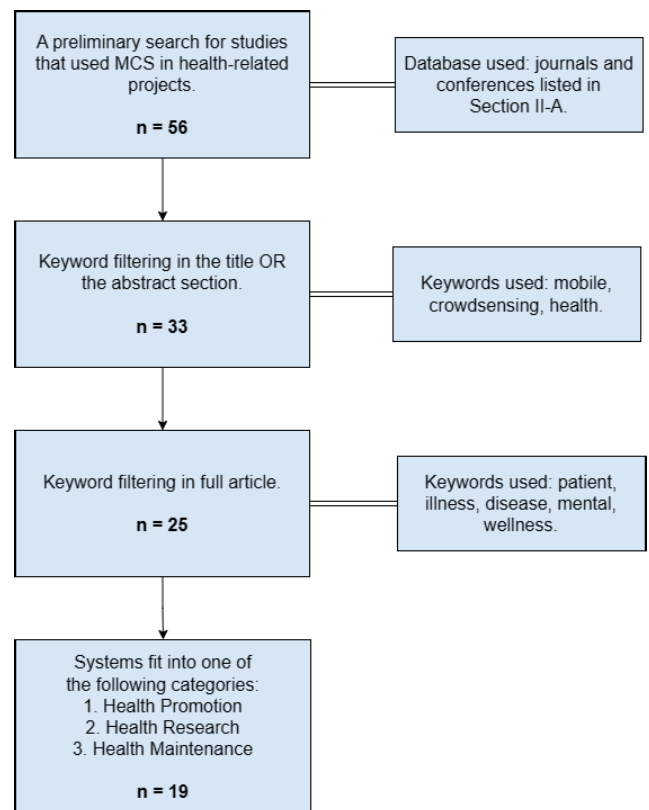 A preliminary search for studies
that used MCS in health-related
projects.
n = 56
Database used: journals and
conferences listed in
Section II-A.
Keyword filtering in the title OR
the abstract section.
n = 33
Keywords used: mobile,
crowdsensing, health.
Keyword filtering in full article.
n = 25
Keywords used: patient,
illness, disease, mental,
wellness.
Systems fit into one of
the following categories:
1. Health Promotion
2. Health Research
3. Health Maintenance
n = 19